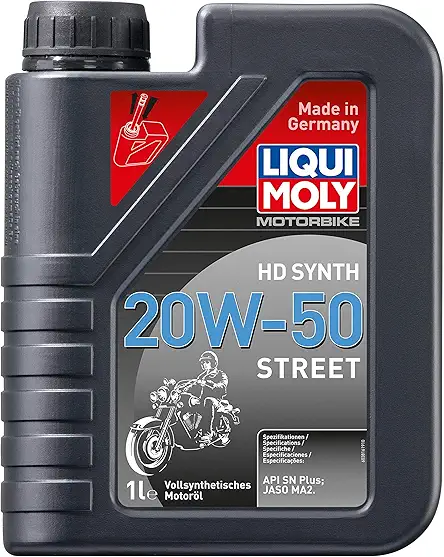 Made in
Germany
LIQUI
MOLY
MOTORBIKE
HD SYNTH
20W-50
STREET
Spezifikationen /
Specifications /
Specifiche /
Especificaciones /
Especificações:
API SN Plus;
JASO MA2.
1L e
Vollsynthetisches
Motoröl